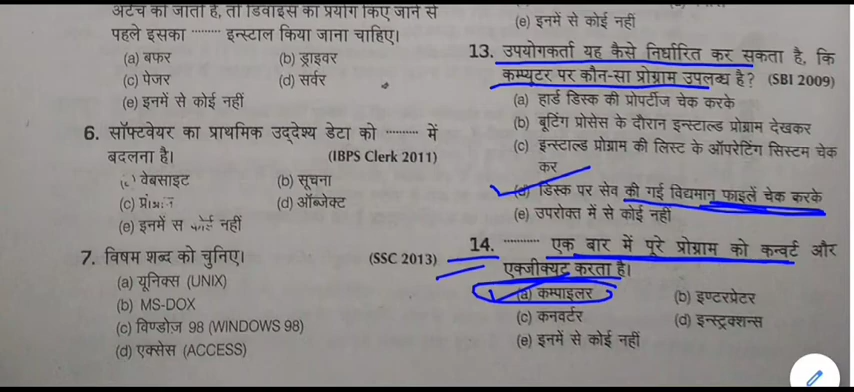 अटैच की जाती है, तो डिवाइस का प्रयोग किए जाने से
पहले इसका ········ इन्स्टाल किया जाना चाहिए।
(a) बफर (b) ड्राइवर
(c) पेजर (d) सर्वर
(e) इनमें से कोई नहीं
6. सॉफ्टवेयर का प्राथमिक उद्देश्य डेटा को ········· में
बदलना है। (IBPS Clerk 2011)
वेबसाइट (b) सूचना
(c) (d) ऑब्जेक्ट
(e) इनमें स कोई नहीं
7. विषम शब्द को चुनिए। (SSC 2013)
(a) यूनिक्स (UNIX)
(b) MS-DOX
(c) विण्डोज 98 (WINDOWS 98)
(d) एक्सेस (ACCESS)
(e) इनमें से कोई नहीं
13. उपयोगकर्ता यह कैसे निर्धारित कर सकता है, कि
कम्प्यूटर पर कौन-सा प्रोग्राम उपलब्ध है? (SBI 2009)
(a) हार्ड डिस्क की प्रोपर्टीज चेक करके
(b) बूटिंग प्रोसेस के दौरान इन्स्टाल्ड प्रोग्राम देखकर
(c) इन्स्टाल्ड प्रोग्राम की लिस्ट के ऑपरेटिंग सिस्टम चेक
कर
(d) डिस्क पर सेव की गई विद्यमान फाइलें चेक करके
(e) उपरोक्त में से कोई नहीं
14. ·········· एक बार में पूरे प्रोग्राम को कन्वर्ट और
एक्जीक्यूट करता है।
(a) कम्पाइलर (b) इण्टरप्रेटर
(c) कनवर्टर (d) इन्स्ट्रक्शन्स
(e) इनमें से कोई नहीं